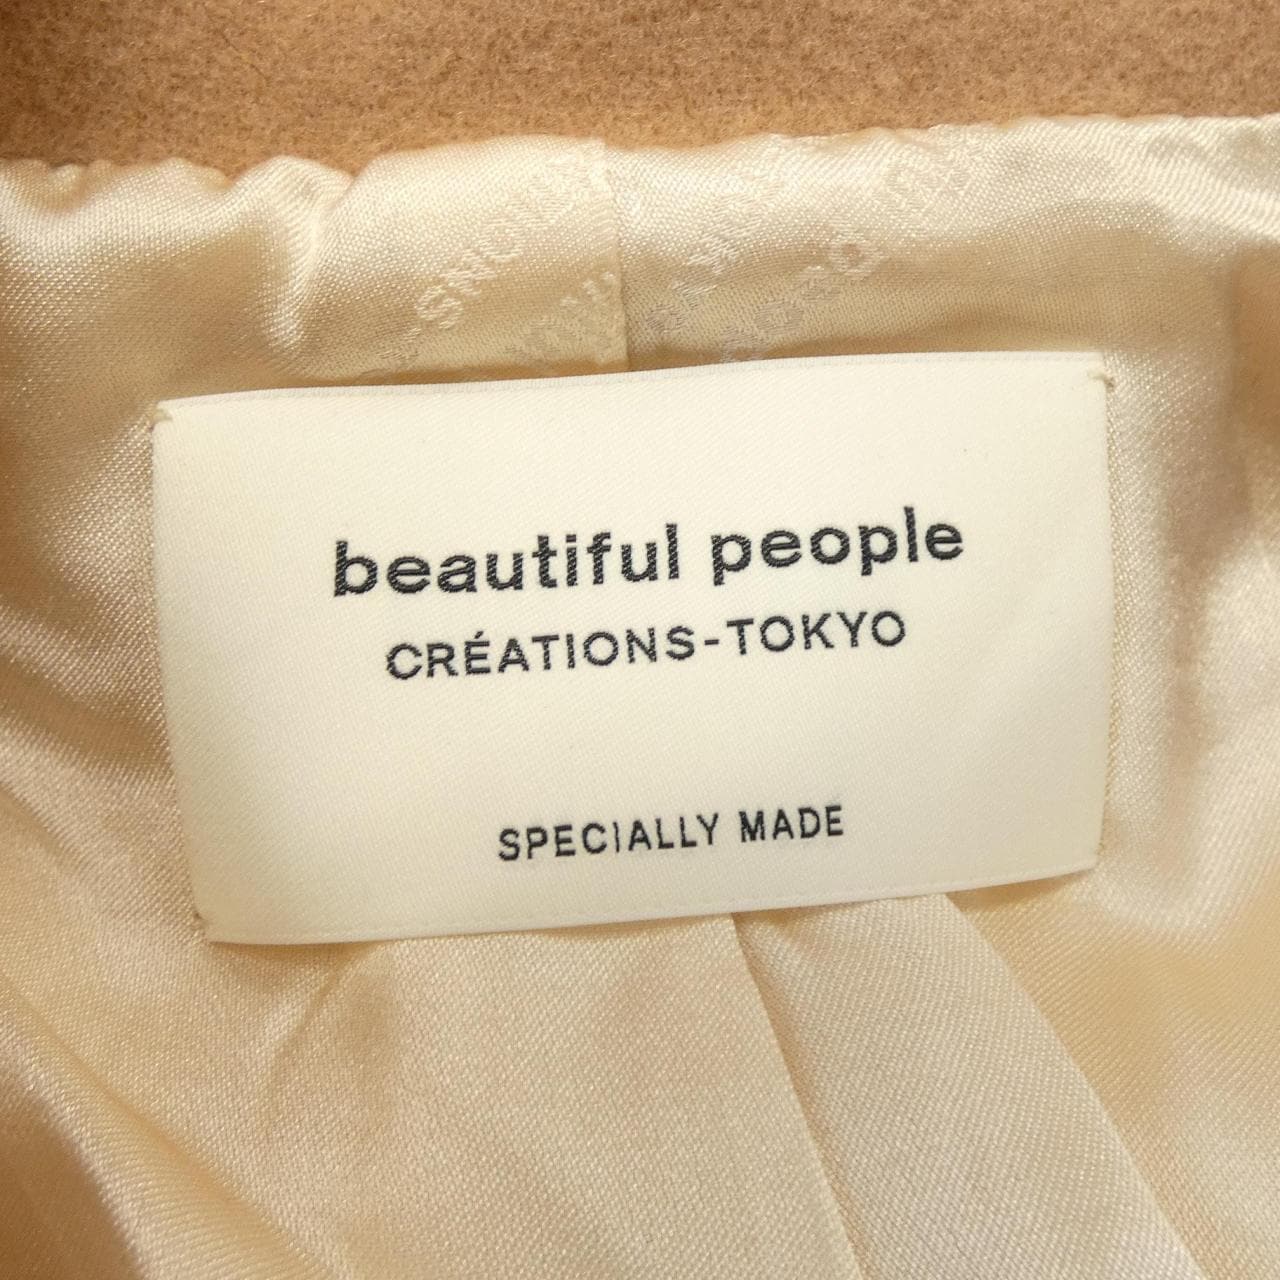 beautiful people
CRÉATIONS-TOKYO
SPECIALLY MADE